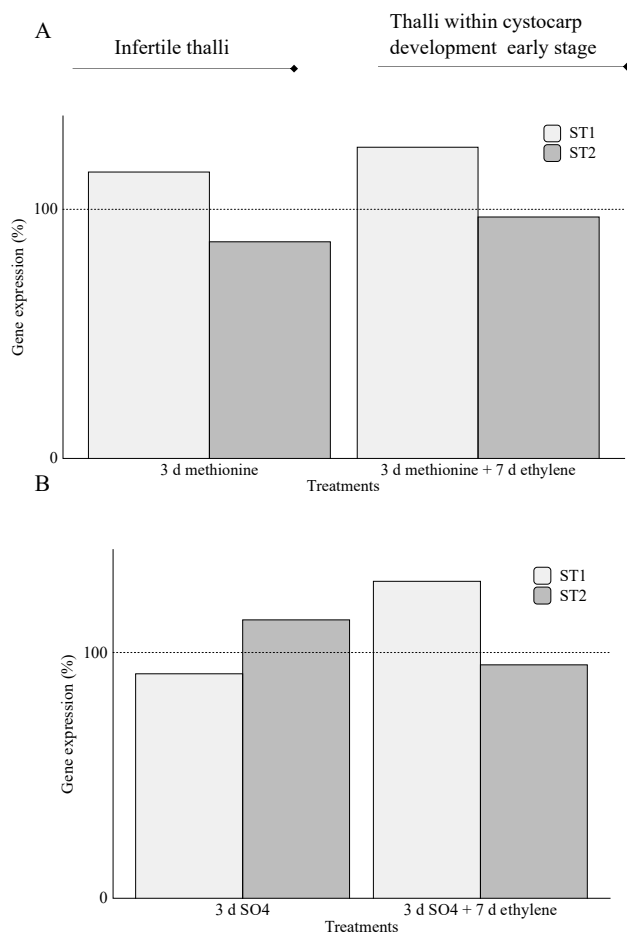 A
Infertile thalli
Thalli within cystocarp
development early stage
ST1
ST2
100
Gene expression (%)
0
3 d methionine
3 d methionine + 7 d ethylene
Treatments
B
ST1
ST2
100
Gene expression (%)
0
3 d SO4
3 d SO4 + 7 d ethylene
Treatments